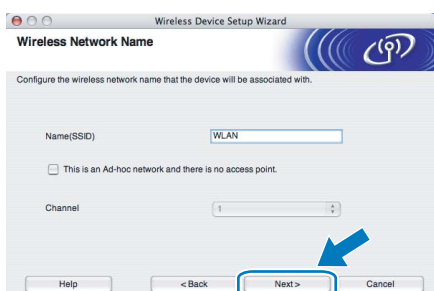 Wireless Device Setup Wizard
Wireless Network Name
Configure the wireless network name that the device will be associated with.
Name(SSID) WLAN
This is an Ad-hoc network and there is no access point.
Channel 1
Help < Back Next > Cancel